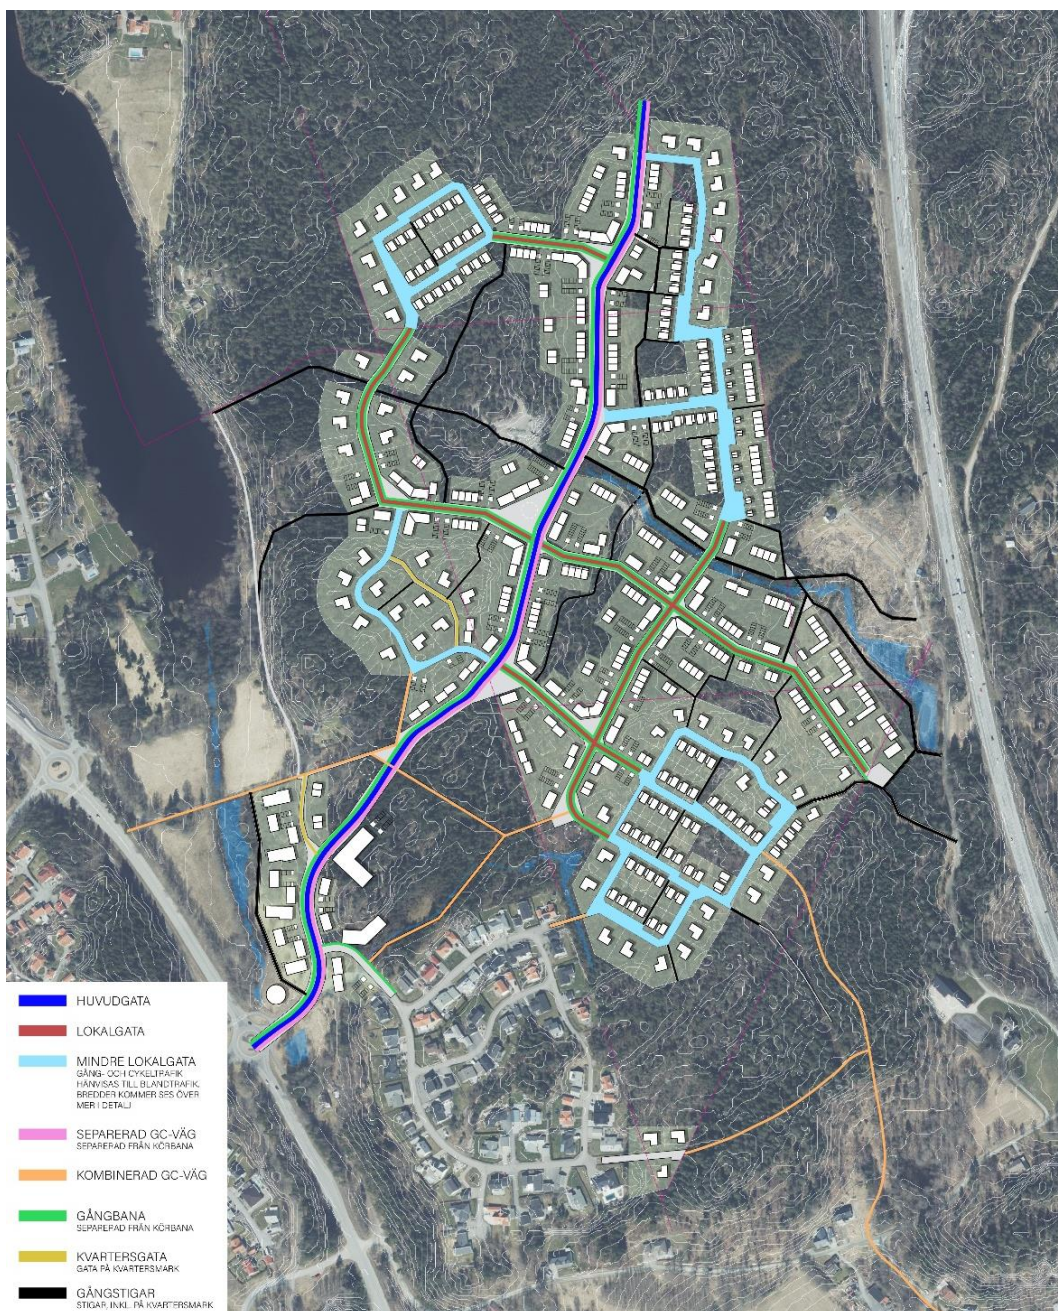 HUVUDGATA
LOKALGATA
MINDRE LOKALGATA
GÅNG- OCH CYKELTRAFIK
HÄNVISAS TILL BLANDTRAFIK.
BREDDER KOMMER SES ÖVER
MER I DETALJ
SEPARERAD GC-VÄG
SEPARERAD FRÅN KÖRBANA
KOMBINERAD GC-VÄG
GÅNGBANA
SEPARERAD FRÅN KÖRBANA
KVARTERSGATA
GATA PÅ KVARTERSMARK
GÅNGSTIGAR
STIGAR, INKL. PÅ KVARTERSMARK